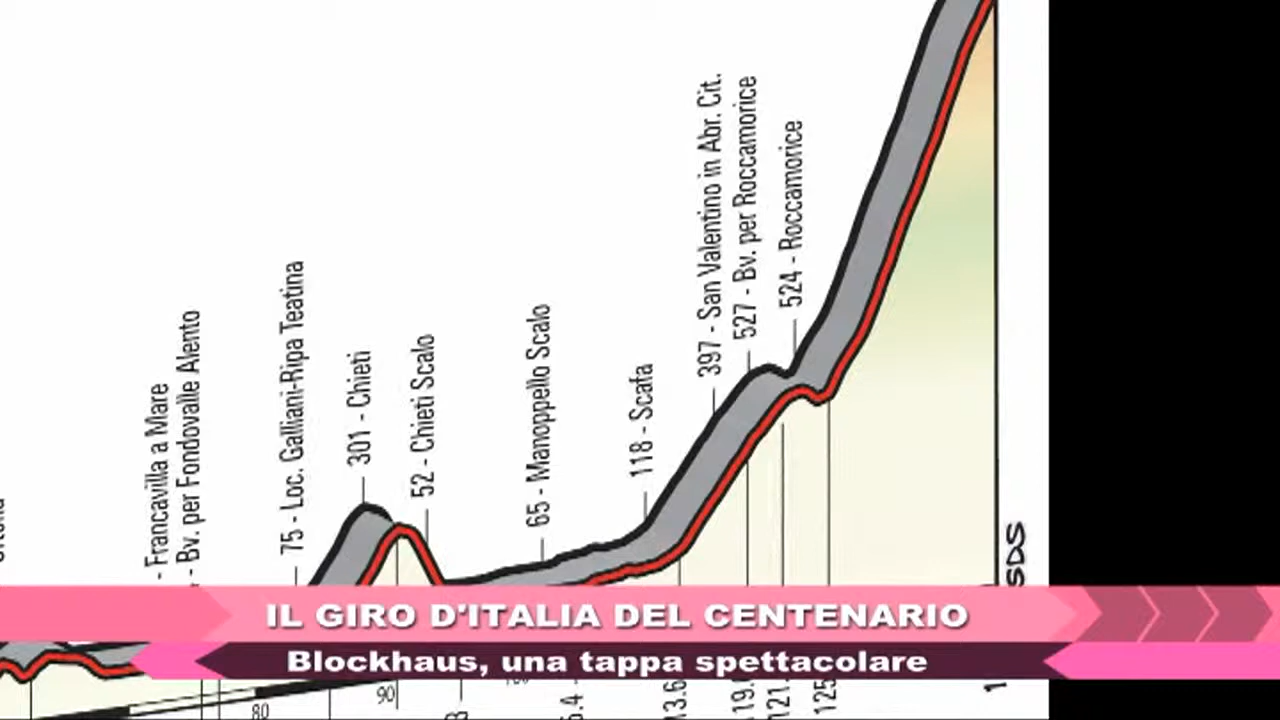 - Francavilla a Mare
- Bv. per Fondovalle Alento
75 - Loc. Galliani-Ripa Teatina
301 - Chieti
52 - Chieti Scalo
65 - Manoppello Scalo
118 - Scafa
397 - San Valentino in Abr. Cit.
527 - Bv. per Roccamorice
524 - Roccamorice
SDS
IL GIRO D'ITALIA DEL CENTENARIO
Blockhaus, una tappa spettacolare
80
90